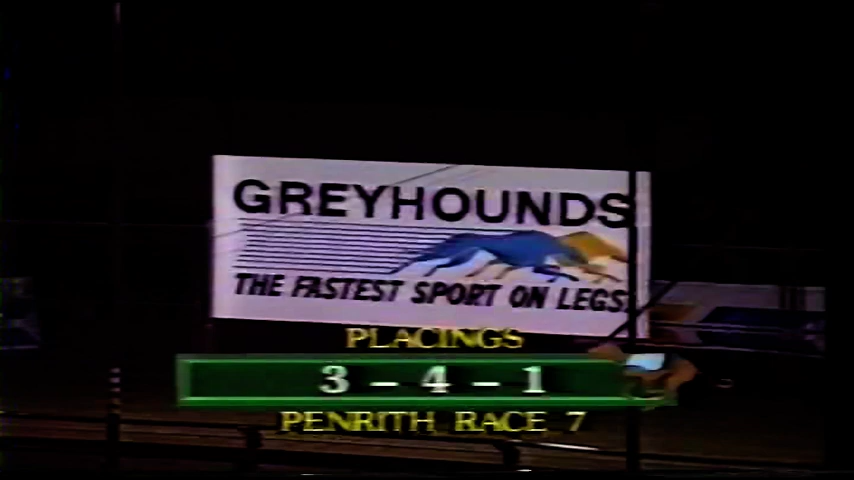 GREYHOUNDS
THE FASTEST SPORT ON LEGS.
PLACINGS
3 - 4 - 1
PENRITH RACE 7